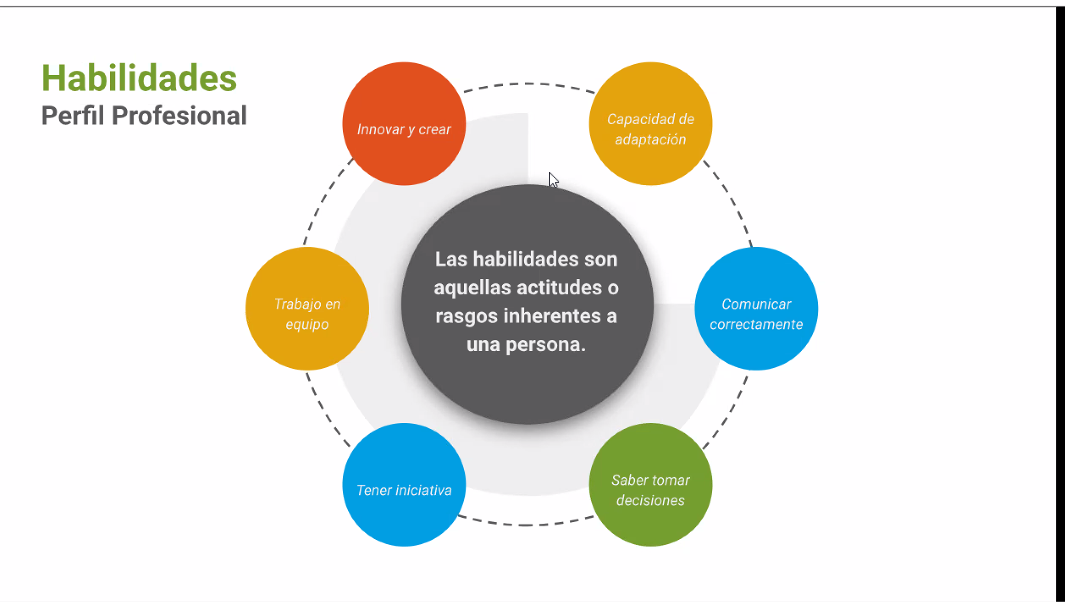 Habilidades
Perfil Profesional
Innovar y crear
Capacidad de
adaptación
Las habilidades son
aquellas actitudes o
rasgos inherentes a
una persona.
Trabajo en
equipo
Comunicar
correctamente
Tener iniciativa
Saber tomar
decisiones